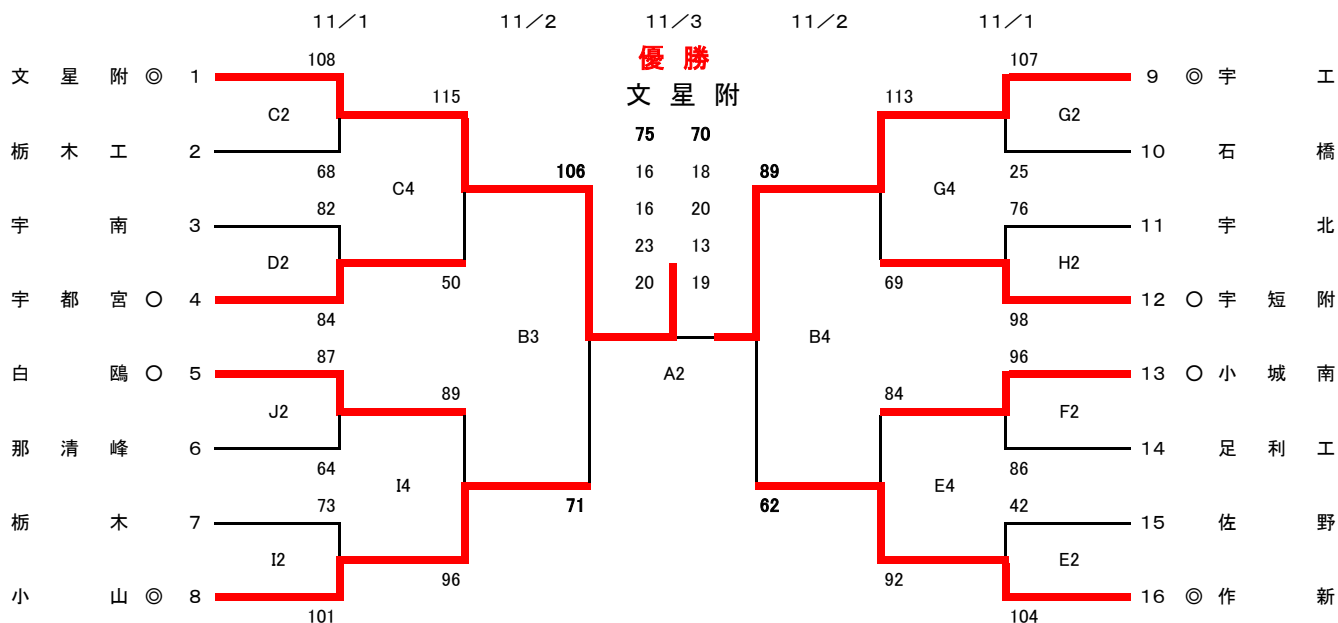 11／1 11／2 11／3 11／2 11／1
優 勝
文 星 附
108 107
文 星 附 ◎ 1 9 ◎ 宇 工
115 113
C2 G2
75 70
栃 木 工 2 10 石 橋
68 106 16 18 89 25
C4 G4
82 16 20 76
宇 南 3 11 宇 北
23 13
D2 H2
50 20 19 69
宇 都 宮 ○ 4 12 ○ 宇 短 附
84 98
B3 B4
87 96
白 鴎 ○ 5 A2 13 ○ 小 城 南
89 84
J2 F2
那 清 峰 6 14 足 利 工
64 86
I4 E4
73 71 62 42
栃 木 7 15 佐 野
I2 E2
96 92
小 山 ◎ 8 16 ◎ 作 新
101 104